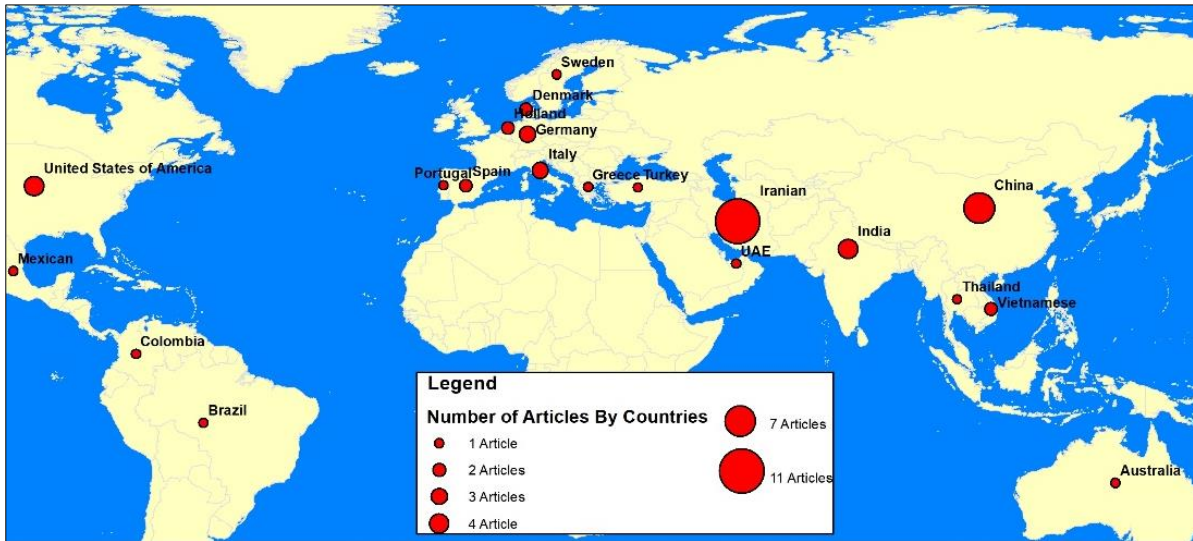 Sweden
Denmark
Holland
Germany
United States of America
Italy
Portugal
Spain
Greece
Turkey
Iranian
China
India
UAE
Mexican
Thailand
Vietnamese
Colombia
Brazil
Australia
Legend
Number of Articles By Countries
1 Article
2 Articles
3 Articles
4 Article
7 Articles
11 Articles